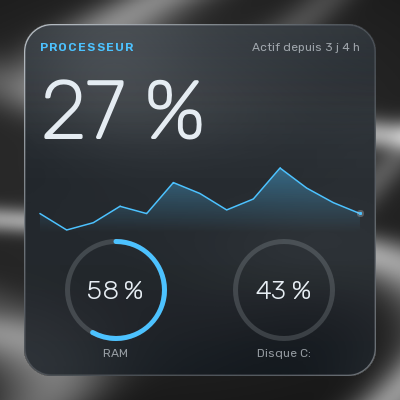 PROCESSEUR
Actif depuis 3 j 4 h
27 %
58 %
43 %
RAM
Disque C: